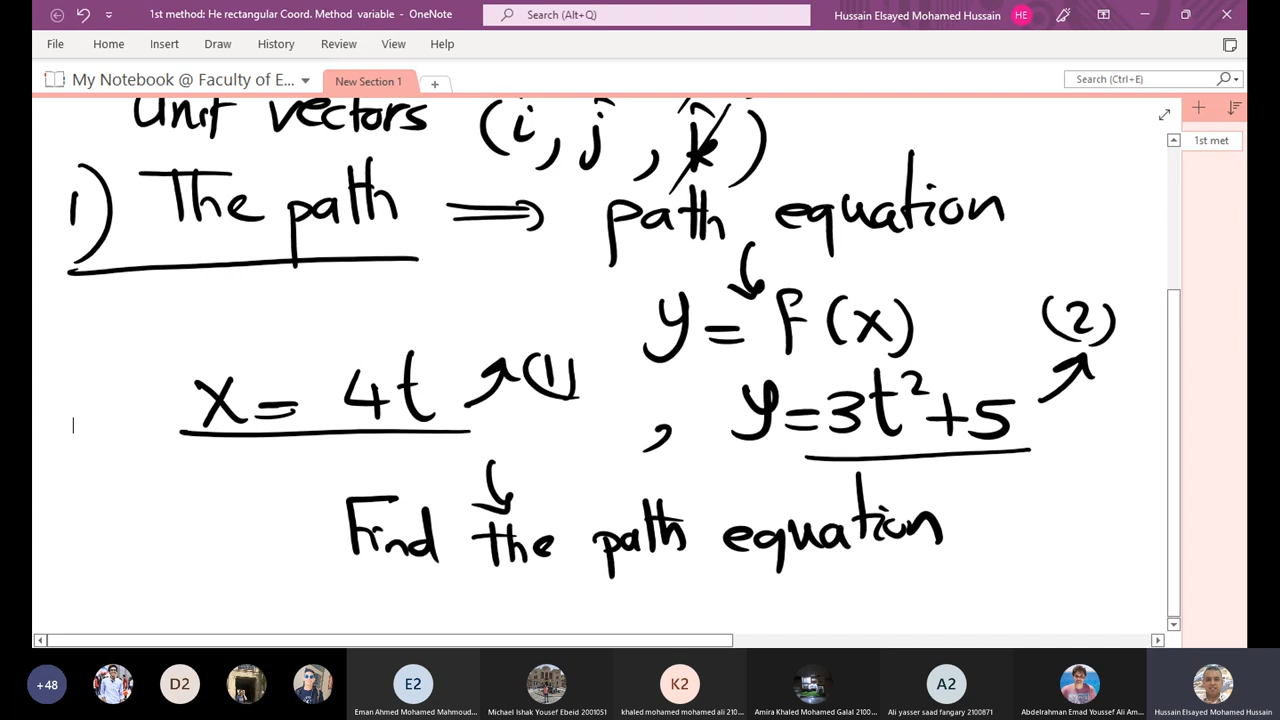 1st method: He rectangular Coord. Method variable - OneNote
Search (Alt+Q)
Hussain Elsayed Mohamed Hussain
HE
File Home Insert Draw History Review View Help
My Notebook @ Faculty of E...
New Section 1
Search (Ctrl+E)
1st met
Unit vectors (î, ĵ, k̂)
1) The path ⟹ path equation
y = f(x)
x = 4t ↗ (1) , y = 3t² + 5 ↗ (2)
Find the path equation
+48
D2
E2
K2
A2
Eman Ahmed Mohamed Mahmoud...
Michael Ishak Yousef Ebeid 2001051
khaled mohamed mohamed ali 210...
Amira Khaled Mohamed Galal 2100...
Ali yasser saad fangary 2100871
Abdelrahman Emad Youssef Ali Am...
Hussain Elsayed Mohamed Hussain